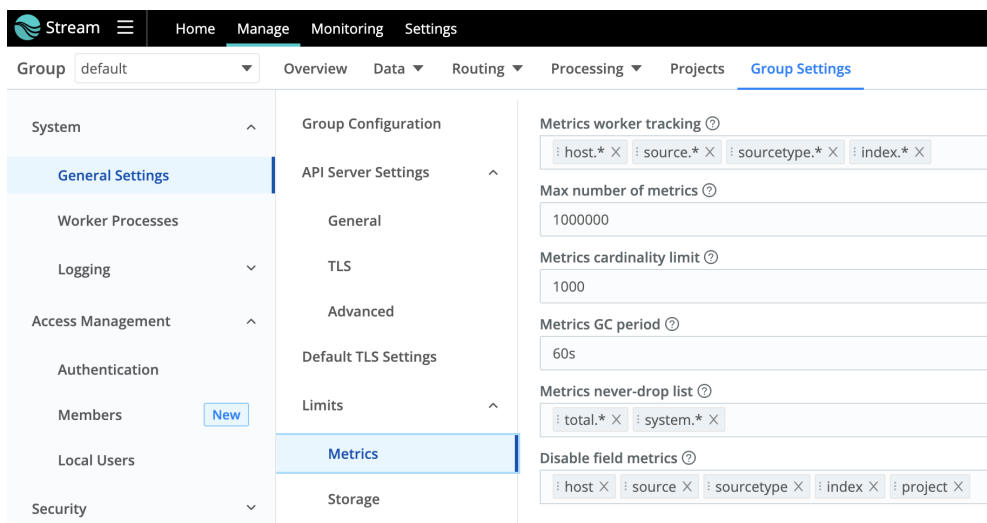 Stream Home Manage Monitoring Settings
Group default Overview Data Routing Processing Projects Group Settings
System
General Settings
Worker Processes
Logging
Access Management
Authentication
Members New
Local Users
Security
Group Configuration
API Server Settings
General
TLS
Advanced
Default TLS Settings
Limits
Metrics
Storage
Metrics worker tracking
host.* source.* sourcetype.* index.*
Max number of metrics
1000000
Metrics cardinality limit
1000
Metrics GC period
60s
Metrics never-drop list
total.* system.*
Disable field metrics
host source sourcetype index project